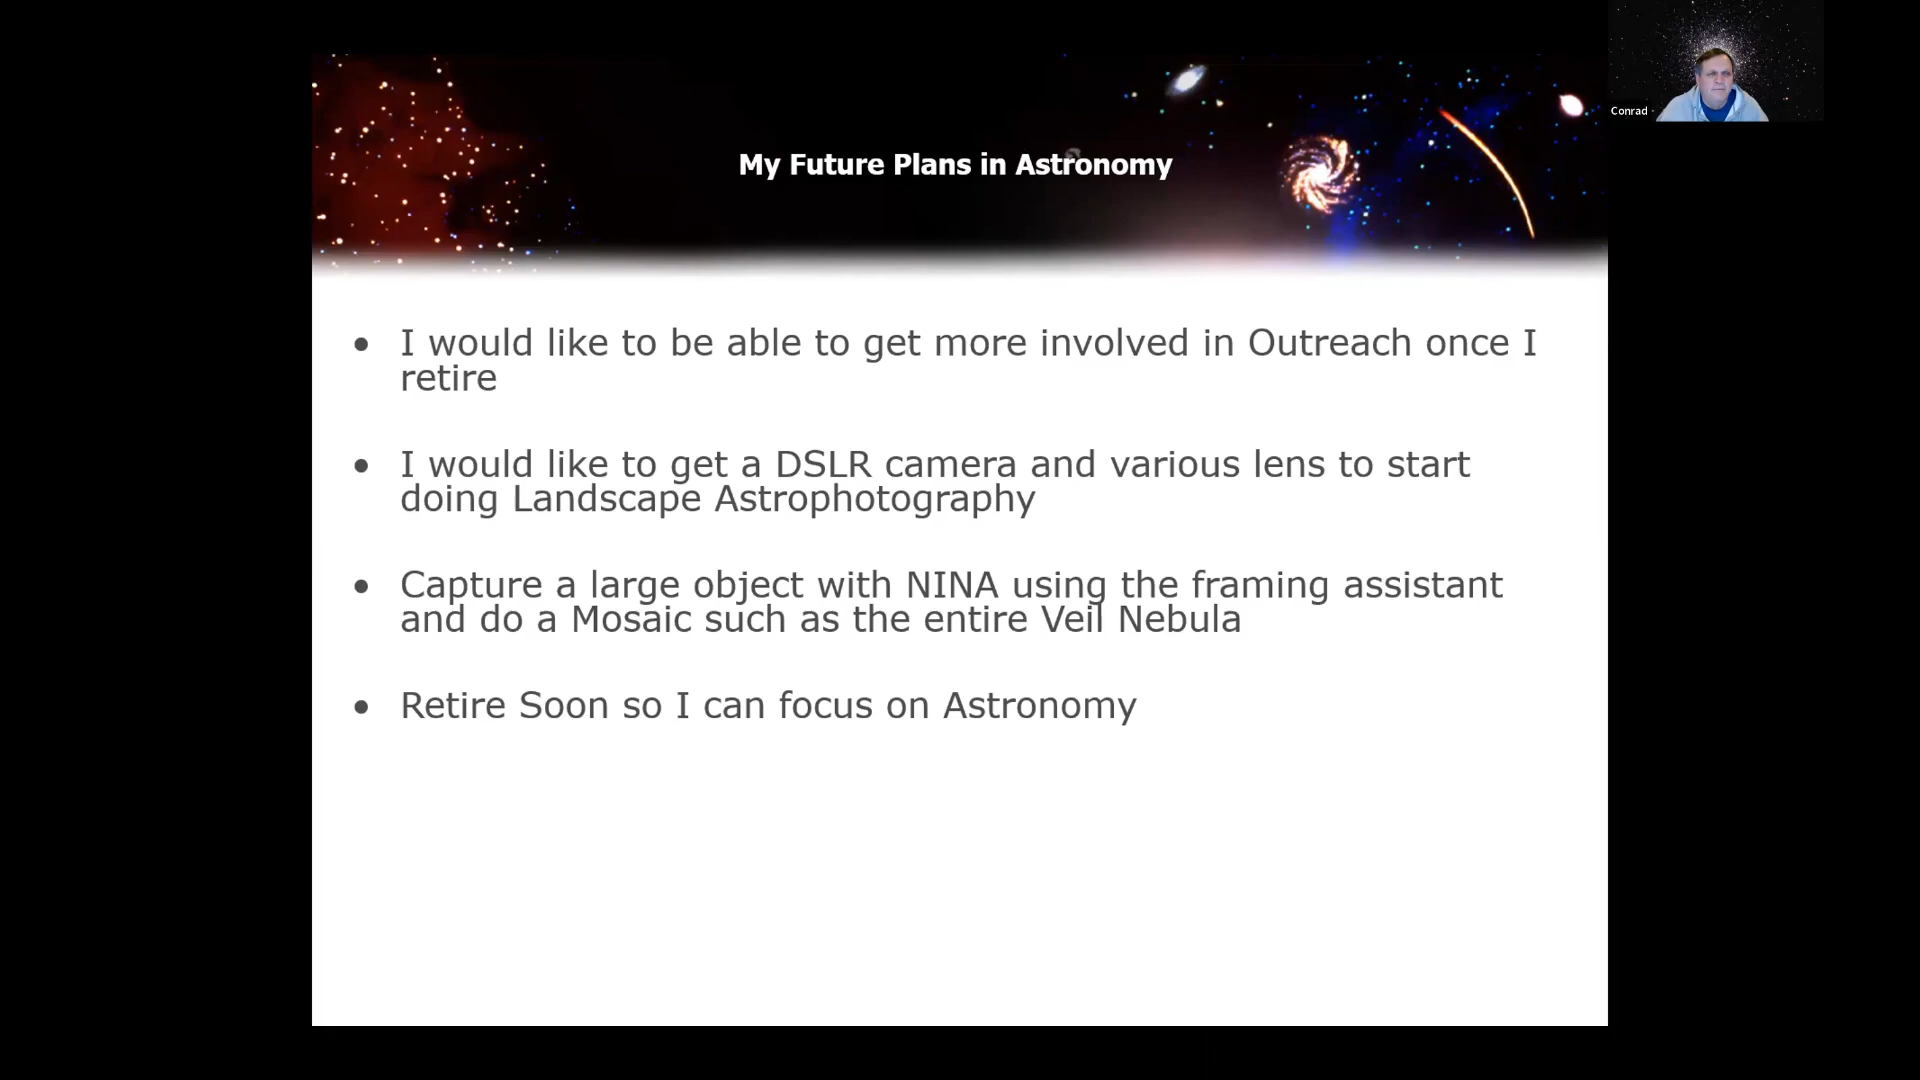 My Future Plans in Astronomy
Conrad
• I would like to be able to get more involved in Outreach once I
retire
• I would like to get a DSLR camera and various lens to start
doing Landscape Astrophotography
• Capture a large object with NINA using the framing assistant
and do a Mosaic such as the entire Veil Nebula
• Retire Soon so I can focus on Astronomy